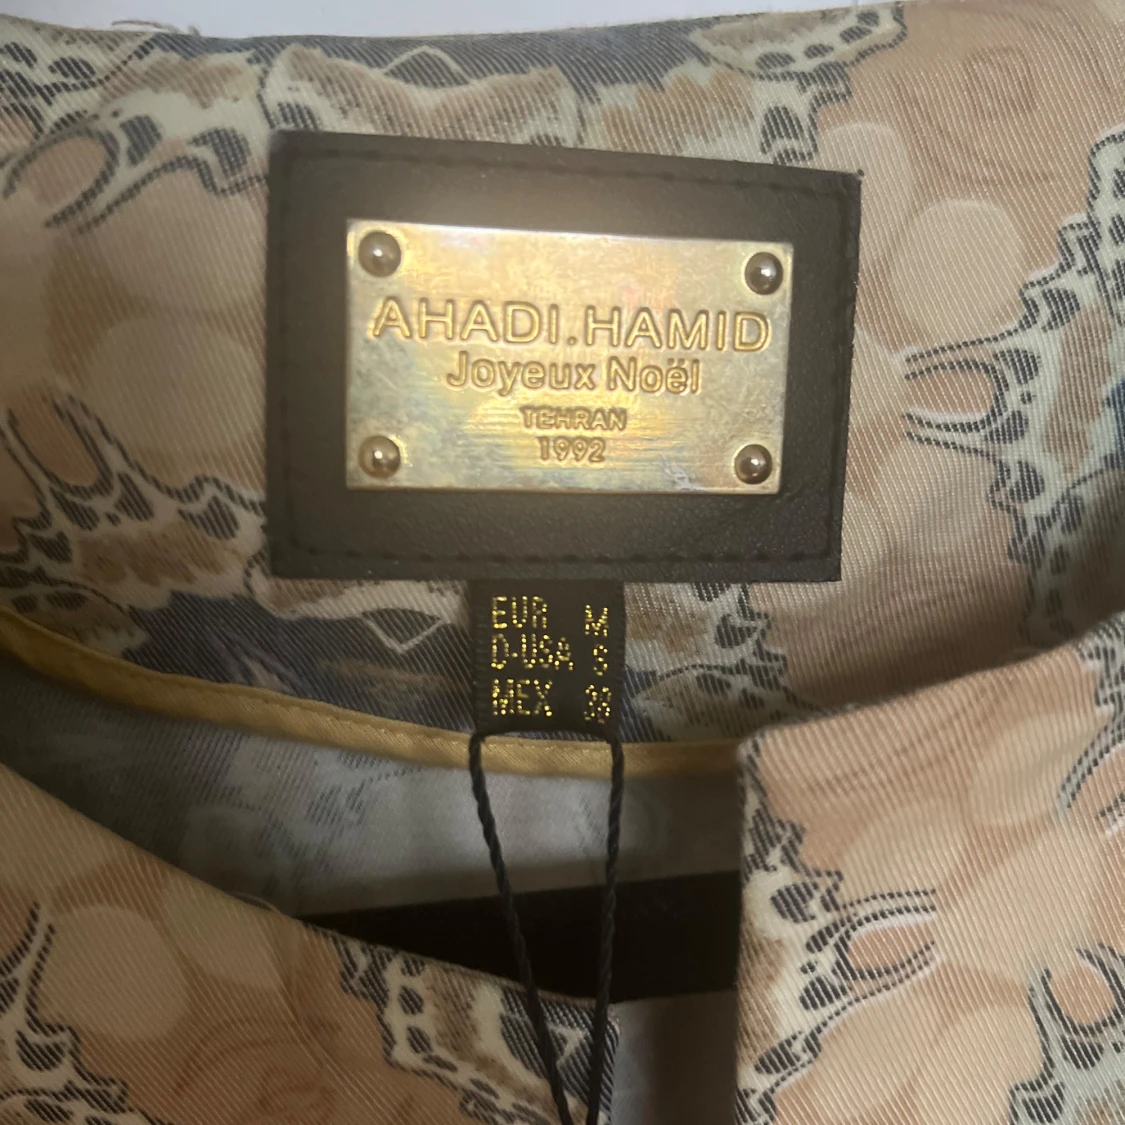 AHADI.HAMID
Joyeux Noël
TEHRAN
1992
EUR M
D-USA S
MEX 38